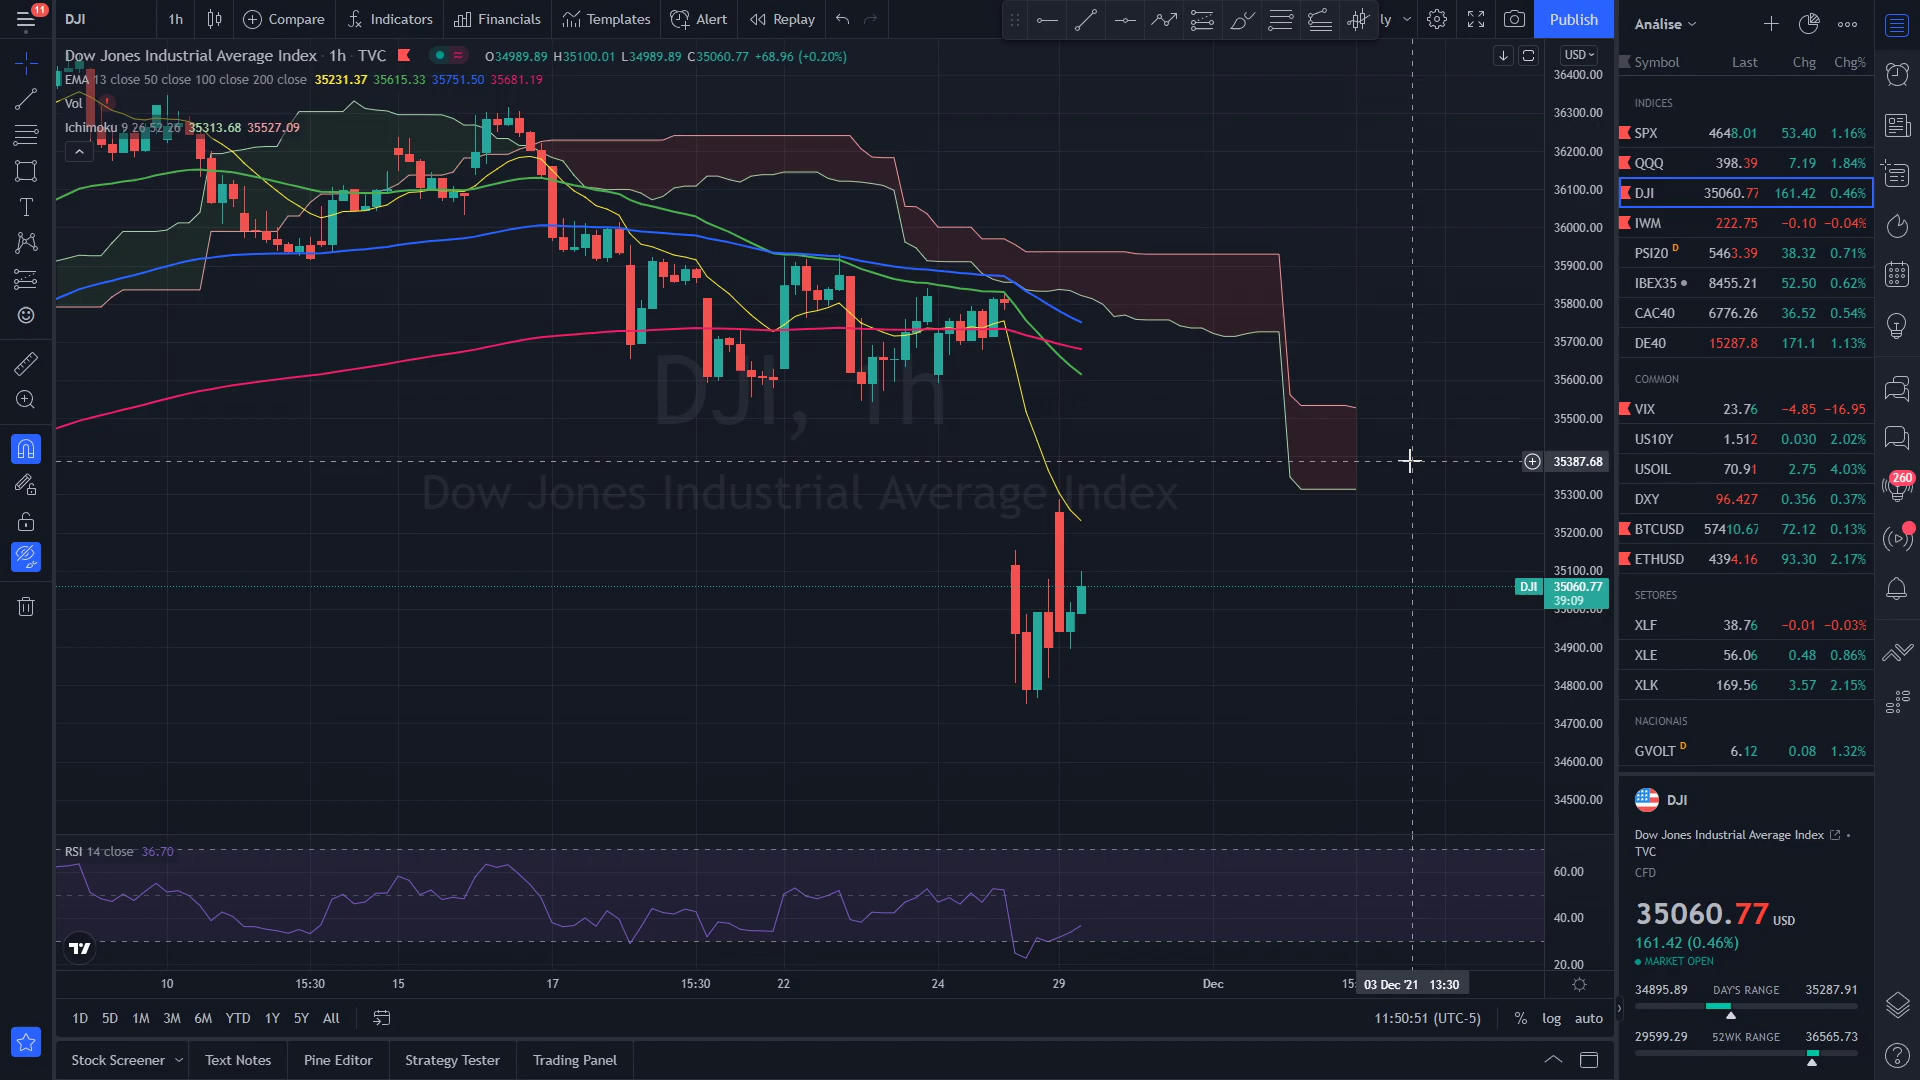 11
DJI 1h Compare Indicators Financials Templates Alert Replay ly Publish
Dow Jones Industrial Average Index · 1h · TVC O34989.89 H35100.01 L34989.89 C35060.77 +68.96 (+0.20%)
EMA 13 close 50 close 100 close 200 close 35231.37 35615.33 35751.50 35681.19
Vol
Ichimoku 9 26 52 26 35313.68 35527.09
DJI, 1h
Dow Jones Industrial Average Index
USD
36400.00
36300.00
36200.00
36100.00
36000.00
35900.00
35800.00
35700.00
35600.00
35500.00
35387.68
35300.00
35200.00
35100.00
DJI 35060.77
39:09
35000.00
34900.00
34800.00
34700.00
34600.00
34500.00
RSI 14 close 36.70
60.00
40.00
20.00
10 15:30 15 17 15:30 22 24 29 Dec 15: 03 Dec '21 13:30
1D 5D 1M 3M 6M YTD 1Y 5Y All 11:50:51 (UTC-5) % log auto
Stock Screener Text Notes Pine Editor Strategy Tester Trading Panel
Análise
Symbol Last Chg Chg%
INDICES
SPX 4648.01 53.40 1.16%
QQQ 398.39 7.19 1.84%
DJI 35060.77 161.42 0.46%
IWM 222.75 −0.10 −0.04%
PSI20 D 5463.39 38.32 0.71%
IBEX35 8455.21 52.50 0.62%
CAC40 6776.26 36.52 0.54%
DE40 15287.8 171.1 1.13%
COMMON
VIX 23.76 −4.85 −16.95
US10Y 1.512 0.030 2.02%
USOIL 70.91 2.75 4.03%
DXY 96.427 0.356 0.37%
BTCUSD 57410.67 72.12 0.13%
ETHUSD 4394.16 93.30 2.17%
SETORES
XLF 38.76 −0.01 −0.03%
XLE 56.06 0.48 0.86%
XLK 169.56 3.57 2.15%
NACIONAIS
GVOLT D 6.12 0.08 1.32%
DJI
Dow Jones Industrial Average Index
TVC
CFD
35060.77 USD
161.42 (0.46%)
MARKET OPEN
34895.89 DAY'S RANGE 35287.91
29599.29 52WK RANGE 36565.73
260